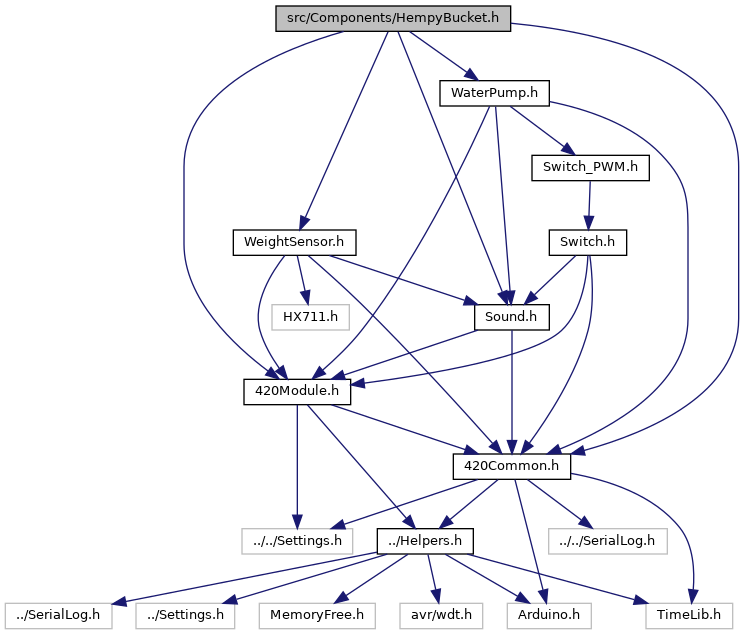 src/Components/HempyBucket.h
WaterPump.h
Switch_PWM.h
WeightSensor.h
Switch.h
HX711.h
Sound.h
420Module.h
420Common.h
../../Settings.h
../Helpers.h
../../SerialLog.h
../SerialLog.h
../Settings.h
MemoryFree.h
avr/wdt.h
Arduino.h
TimeLib.h